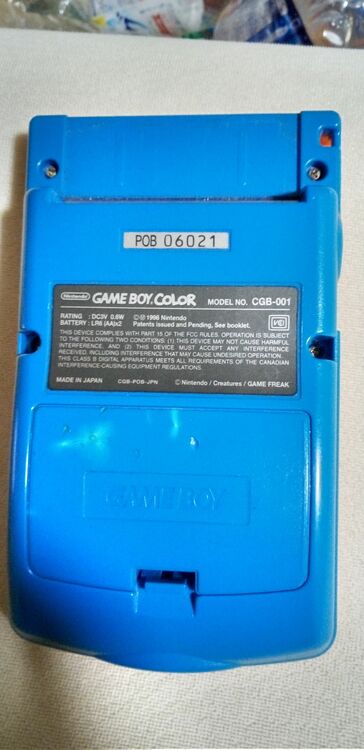 POB 06021
Nintendo GAME BOY COLOR MODEL NO. CGB-001
RATING : DC3V 0.6W ©Ⓟ1998 Nintendo
BATTERY : LR6 (AA)x2 Patents issued and Pending, See booklet.
THIS DEVICE COMPLIES WITH PART 15 OF THE FCC RULES. OPERATION IS SUBJECT
TO THE FOLLOWING TWO CONDITIONS: (1) THIS DEVICE MAY NOT CAUSE HARMFUL
INTERFERENCE, AND (2) THIS DEVICE MUST ACCEPT ANY INTERFERENCE
RECEIVED, INCLUDING INTERFERENCE THAT MAY CAUSE UNDESIRED OPERATION.
THIS CLASS B DIGITAL APPARATUS MEETS ALL REQUIREMENTS OF THE CANADIAN
INTERFERENCE-CAUSING EQUIPMENT REGULATIONS.
MADE IN JAPAN CGB-POB-JPN ©Nintendo / Creatures / GAME FREAK
GAME BOY